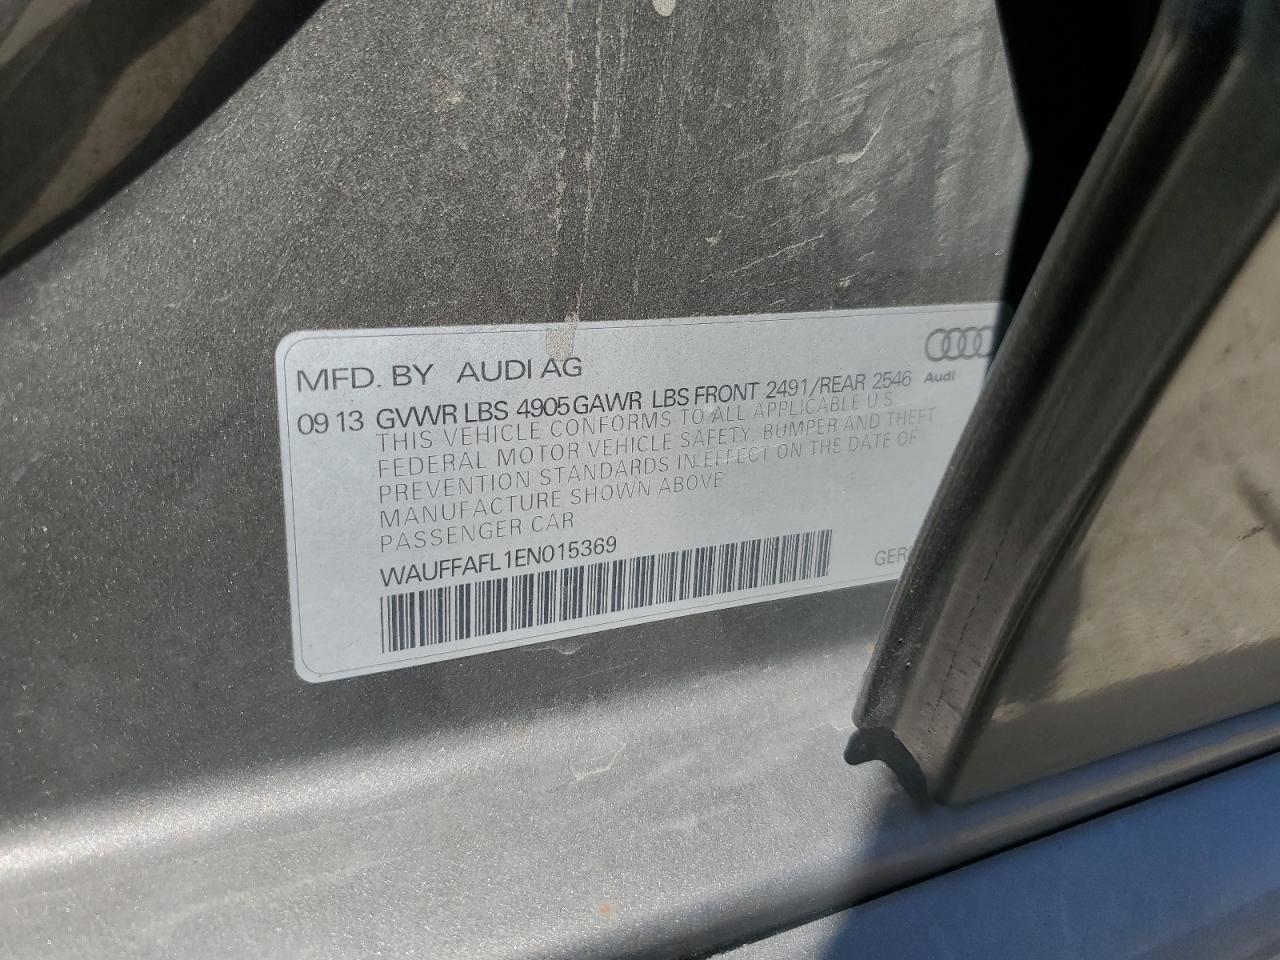 MFD. BY AUDI AG
Audi
09 13 GVWR LBS 4905 GAWR LBS FRONT 2491/REAR 2546
THIS VEHICLE CONFORMS TO ALL APPLICABLE U.S.
FEDERAL MOTOR VEHICLE SAFETY, BUMPER AND THEFT
PREVENTION STANDARDS IN EFFECT ON THE DATE OF
MANUFACTURE SHOWN ABOVE
PASSENGER CAR
WAUFFAFL1EN015369